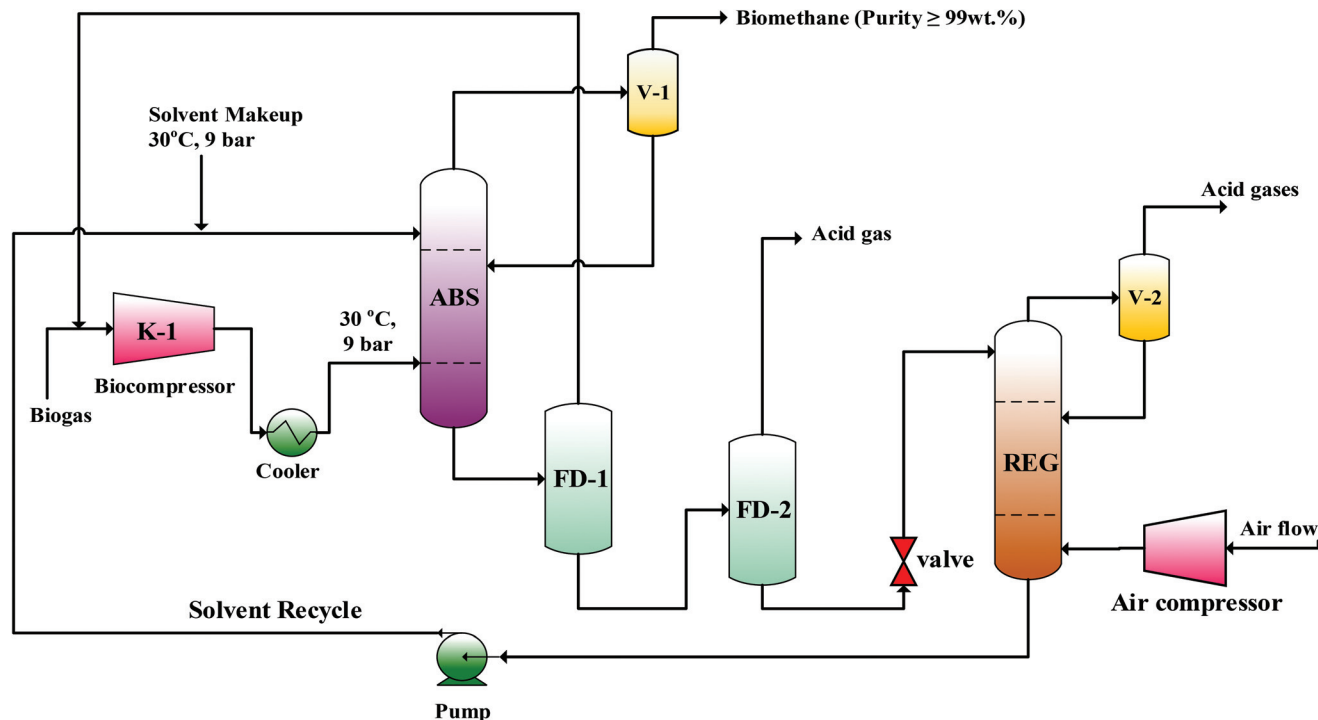 Biomethane (Purity ≥ 99wt.%)
V-1
Solvent Makeup
30°C, 9 bar
Acid gases
Acid gas
V-2
ABS
K-1
30 °C,
9 bar
Biocompressor
Biogas
Cooler
FD-1
FD-2
REG
valve
Air flow
Air compressor
Solvent Recycle
Pump